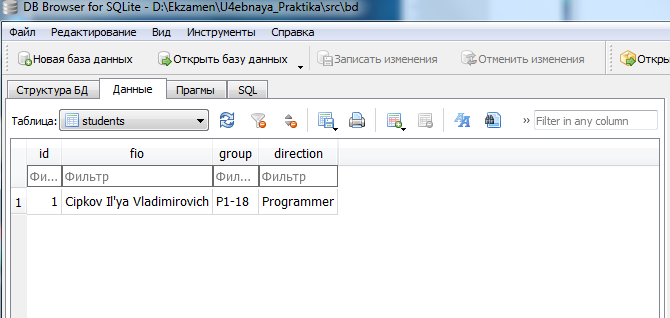 DB Browser for SQLite - D:\Ekzamen\U4ebnaya_Praktika\src\bd
Файл Редактирование Вид Инструменты Справка
Новая база данных Открыть базу данных Записать изменения Отменить изменения Откры
Структура БД Данные Прагмы SQL
Таблица: students » Filter in any column
id fio group direction
Фи... Фильтр Фил... Фильтр
1 1 Cipkov Il'ya Vladimirovich P1-18 Programmer